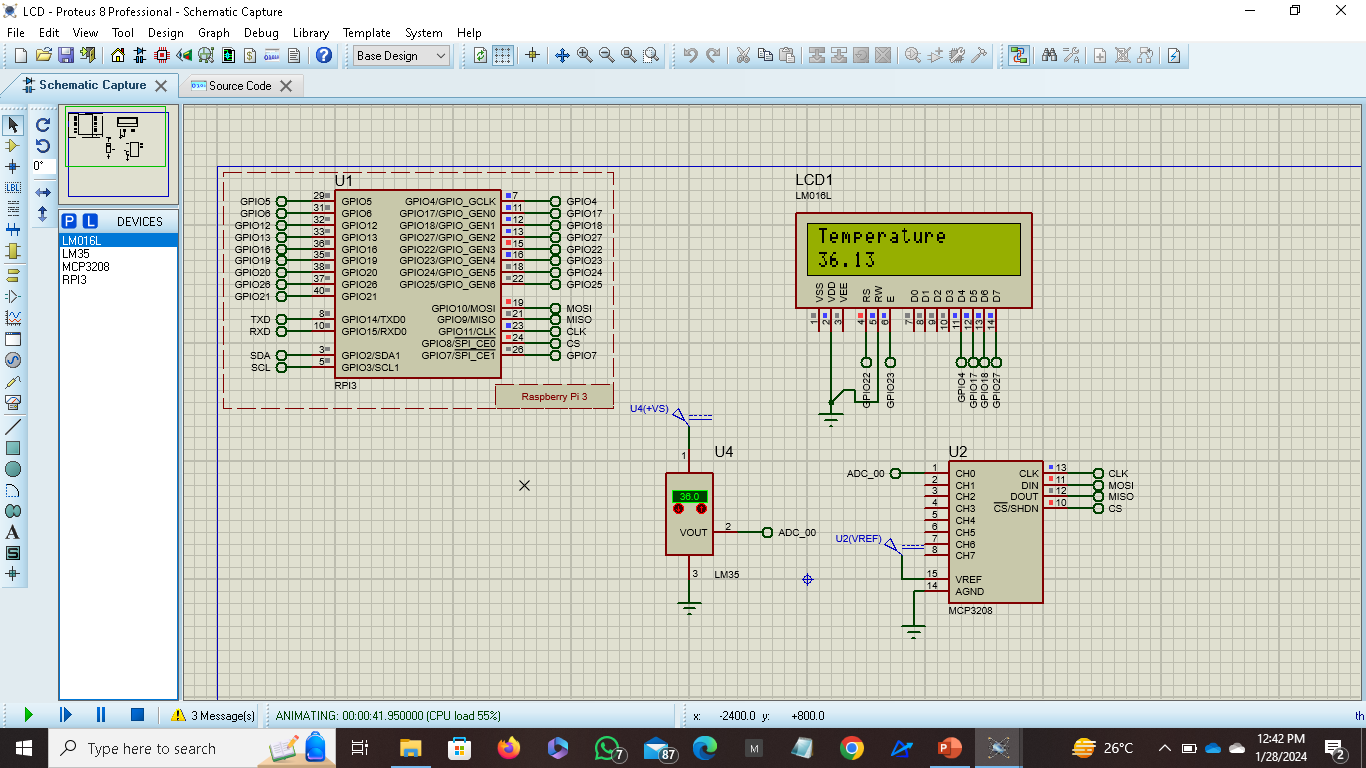 LCD - Proteus 8 Professional - Schematic Capture
File Edit View Tool Design Graph Debug Library Template System Help
Base Design
Schematic Capture
Source Code
0°
P L DEVICES
LM016L
LM35
MCP3208
RPI3
U1
GPIO5 29 GPIO5 GPIO4/GPIO_GCLK 7 GPIO4
GPIO6 31 GPIO6 GPIO17/GPIO_GEN0 11 GPIO17
GPIO12 32 GPIO12 GPIO18/GPIO_GEN1 12 GPIO18
GPIO13 33 GPIO13 GPIO27/GPIO_GEN2 13 GPIO27
GPIO16 36 GPIO16 GPIO22/GPIO_GEN3 15 GPIO22
GPIO19 35 GPIO19 GPIO23/GPIO_GEN4 16 GPIO23
GPIO20 38 GPIO20 GPIO24/GPIO_GEN5 18 GPIO24
GPIO26 37 GPIO26 GPIO25/GPIO_GEN6 22 GPIO25
GPIO21 40 GPIO21
GPIO10/MOSI 19 MOSI
TXD 8 GPIO14/TXD0 GPIO9/MISO 21 MISO
RXD 10 GPIO15/RXD0 GPIO11/CLK 23 CLK
GPIO8/SPI_CE0 24 CS
SDA 3 GPIO2/SDA1 GPIO7/SPI_CE1 26 GPIO7
SCL 5 GPIO3/SCL1
RPI3
Raspberry Pi 3
LCD1
LM016L
Temperature
36.13
VSS VDD VEE RS RW E D0 D1 D2 D3 D4 D5 D6 D7
1 2 3 4 5 6 7 8 9 10 11 12 13 14
GPIO22 GPIO23 GPIO4 GPIO17 GPIO18 GPIO27
U4(+VS)
1
U4
36.0
VOUT 2 ADC_00
3 LM35
U2
ADC_00 1 CH0 CLK 13 CLK
2 CH1 DIN 11 MOSI
3 CH2 DOUT 12 MISO
4 CH3 CS/SHDN 10 CS
5 CH4
6 CH5
7 CH6
8 CH7
U2(VREF)
15 VREF
14 AGND
MCP3208
3 Message(s) ANIMATING: 00:00:41.950000 (CPU load 55%) x: -2400.0 y: +800.0 th
Type here to search
7
87
M
26°C
12:42 PM
1/28/2024
2